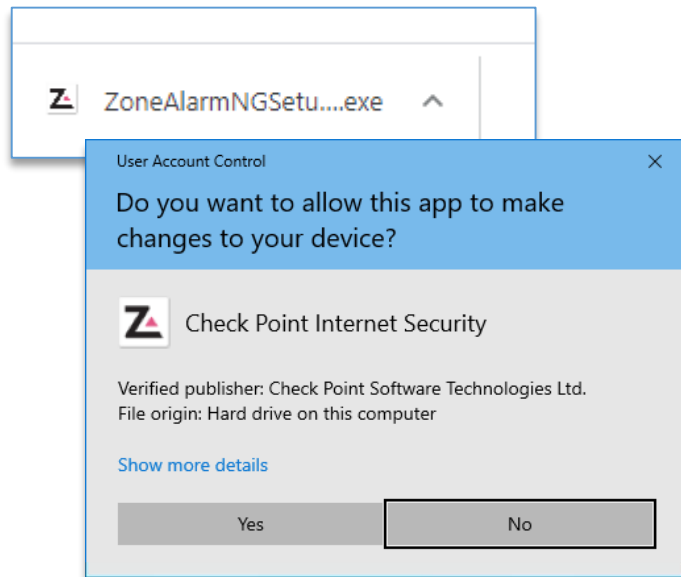 ZoneAlarmNGSetu....exe
User Account Control
Do you want to allow this app to make
changes to your device?
Check Point Internet Security
Verified publisher: Check Point Software Technologies Ltd.
File origin: Hard drive on this computer
Show more details
Yes
No